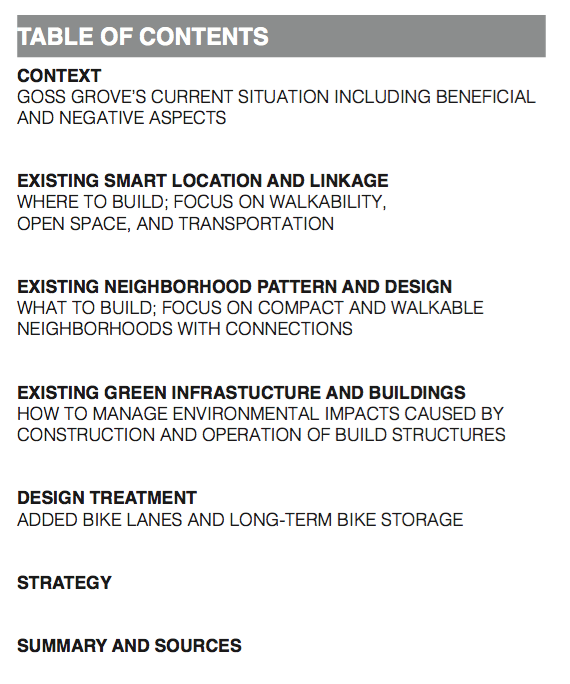 TABLE OF CONTENTS
CONTEXT
GOSS GROVE'S CURRENT SITUATION INCLUDING BENEFICIAL
AND NEGATIVE ASPECTS
EXISTING SMART LOCATION AND LINKAGE
WHERE TO BUILD; FOCUS ON WALKABILITY,
OPEN SPACE, AND TRANSPORTATION
EXISTING NEIGHBORHOOD PATTERN AND DESIGN
WHAT TO BUILD; FOCUS ON COMPACT AND WALKABLE
NEIGHBORHOODS WITH CONNECTIONS
EXISTING GREEN INFRASTUCTURE AND BUILDINGS
HOW TO MANAGE ENVIRONMENTAL IMPACTS CAUSED BY
CONSTRUCTION AND OPERATION OF BUILD STRUCTURES
DESIGN TREATMENT
ADDED BIKE LANES AND LONG-TERM BIKE STORAGE
STRATEGY
SUMMARY AND SOURCES